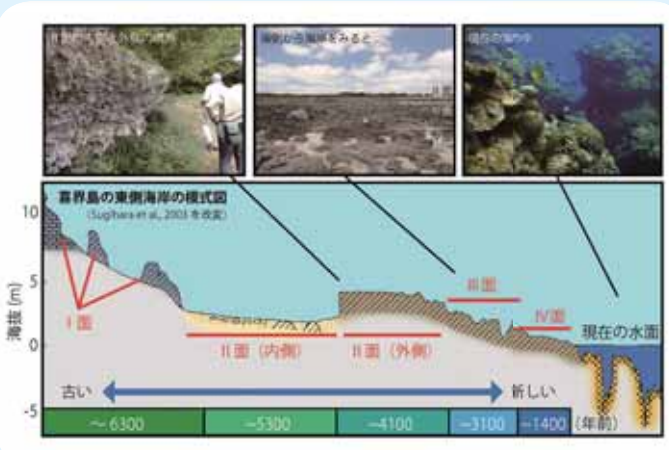 海側から海岸をみると…
現在の海の中
喜界島の東側海岸の模式図
(Sugihara et al., 2003 を改変)
海抜 (m)
10
5
0
-5
I 面
II 面 (内側)
II 面 (外側)
III 面
IV 面
現在の水面
古い
新しい
～6300
~5300
~4100
~3100
~1400
(年前)